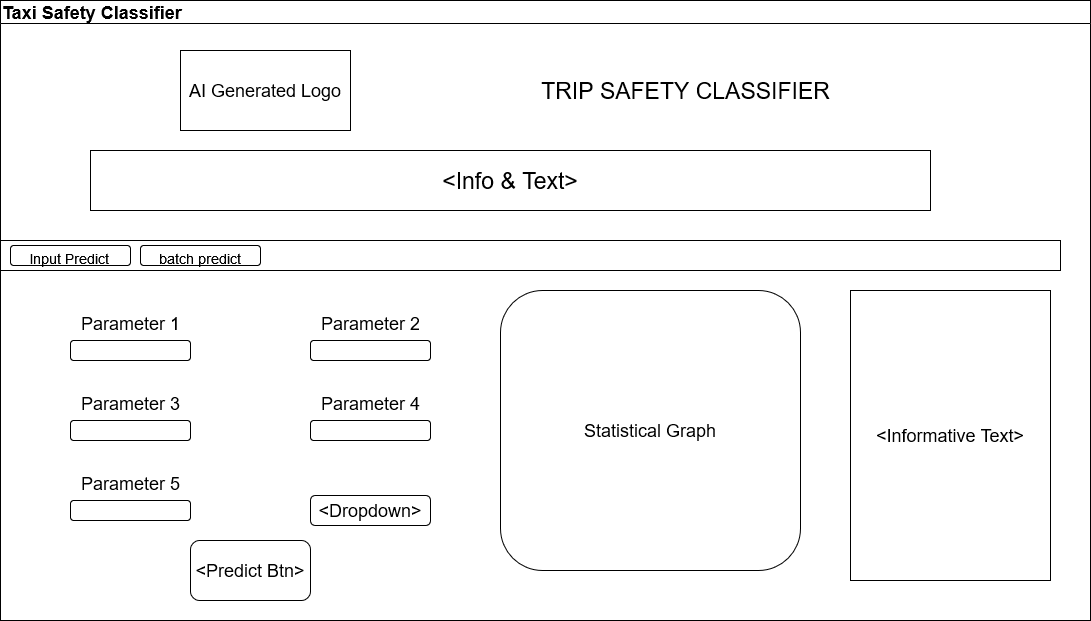 Taxi Safety Classifier
AI Generated Logo
TRIP SAFETY CLASSIFIER
<Info & Text>
Input Predict
batch predict
Parameter 1
Parameter 2
Parameter 3
Parameter 4
Parameter 5
<Dropdown>
<Predict Btn>
Statistical Graph
<Informative Text>